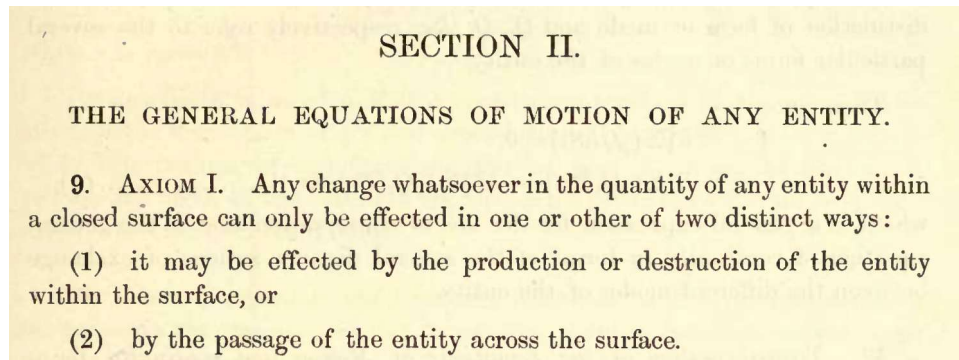 SECTION II.
THE GENERAL EQUATIONS OF MOTION OF ANY ENTITY.
9. AXIOM I. Any change whatsoever in the quantity of any entity within
a closed surface can only be effected in one or other of two distinct ways:
(1) it may be effected by the production or destruction of the entity
within the surface, or
(2) by the passage of the entity across the surface.